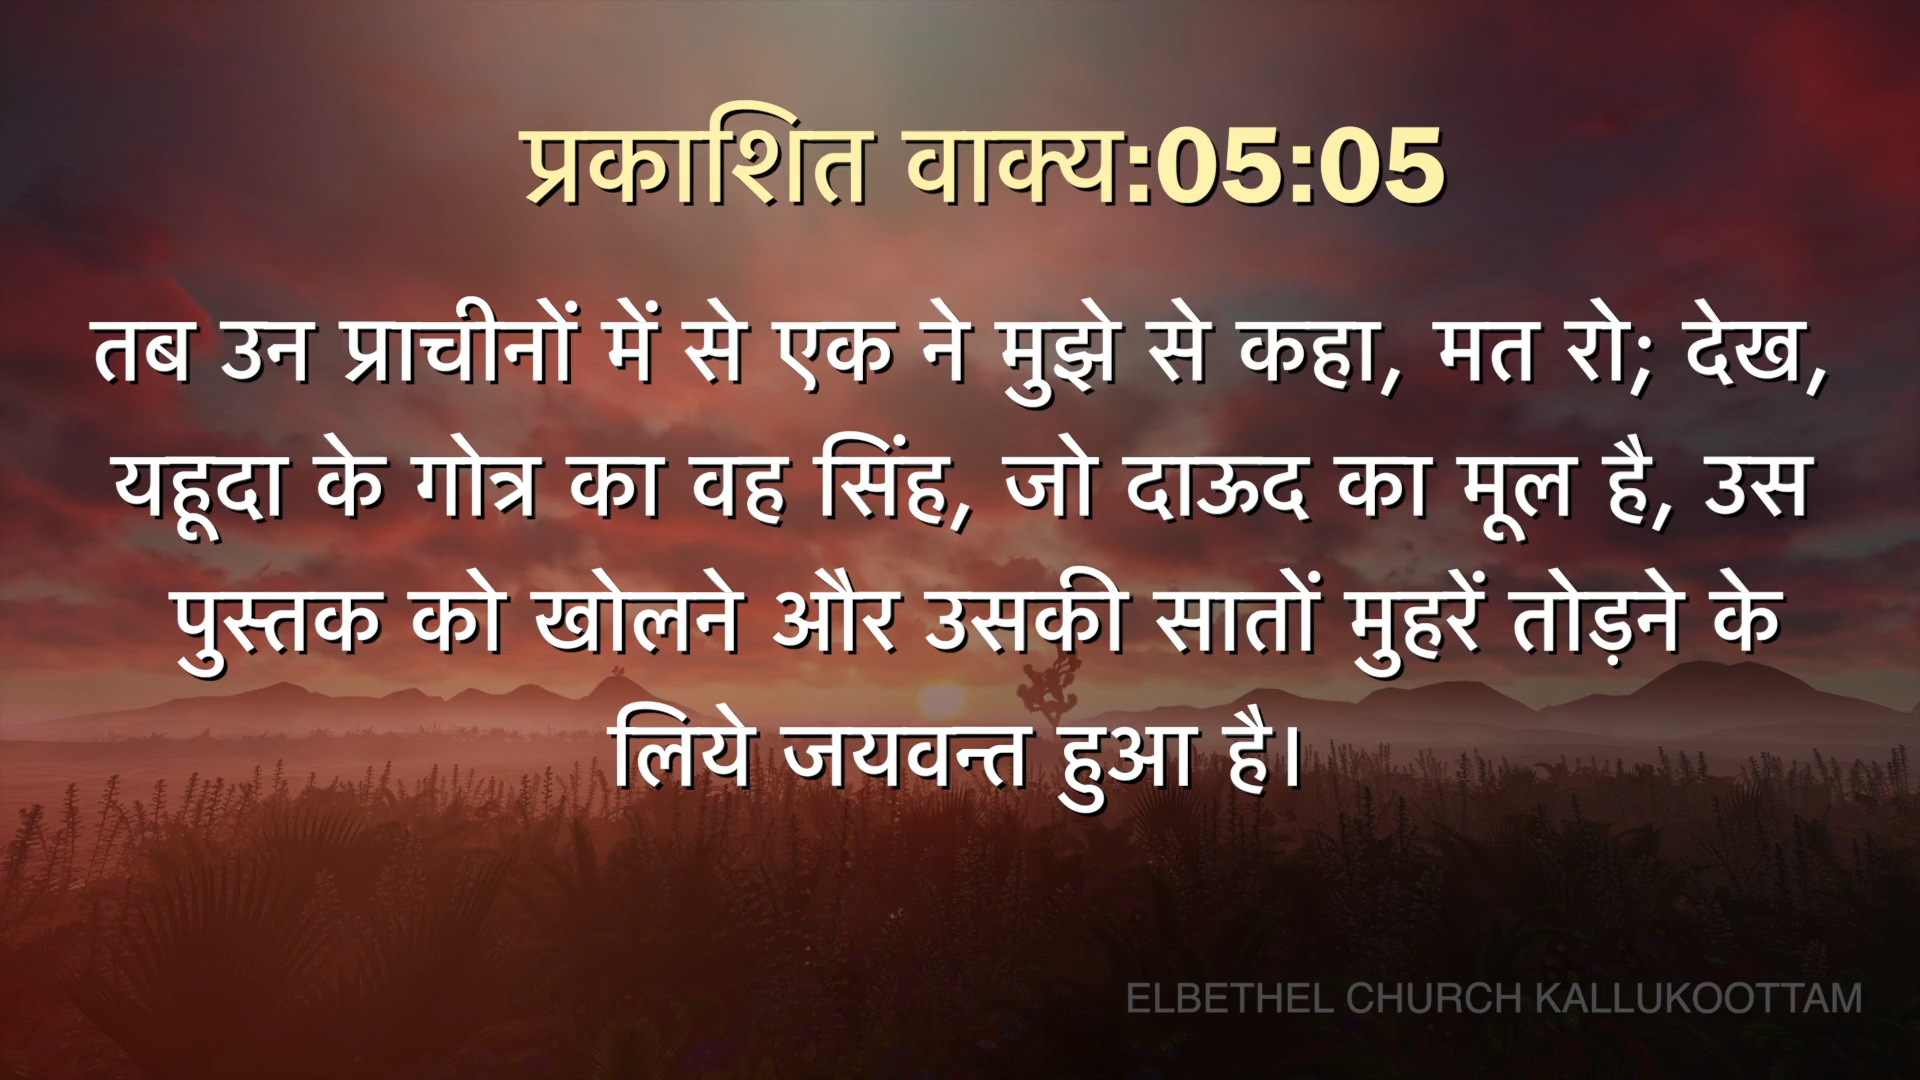 प्रकाशित वाक्य:05:05
तब उन प्राचीनों में से एक ने मुझे से कहा, मत रो; देख,
यहूदा के गोत्र का वह सिंह, जो दाऊद का मूल है, उस
पुस्तक को खोलने और उसकी सातों मुहरें तोड़ने के
लिये जयवन्त हुआ है।
ELBETHEL CHURCH KALLUKOOTTAM